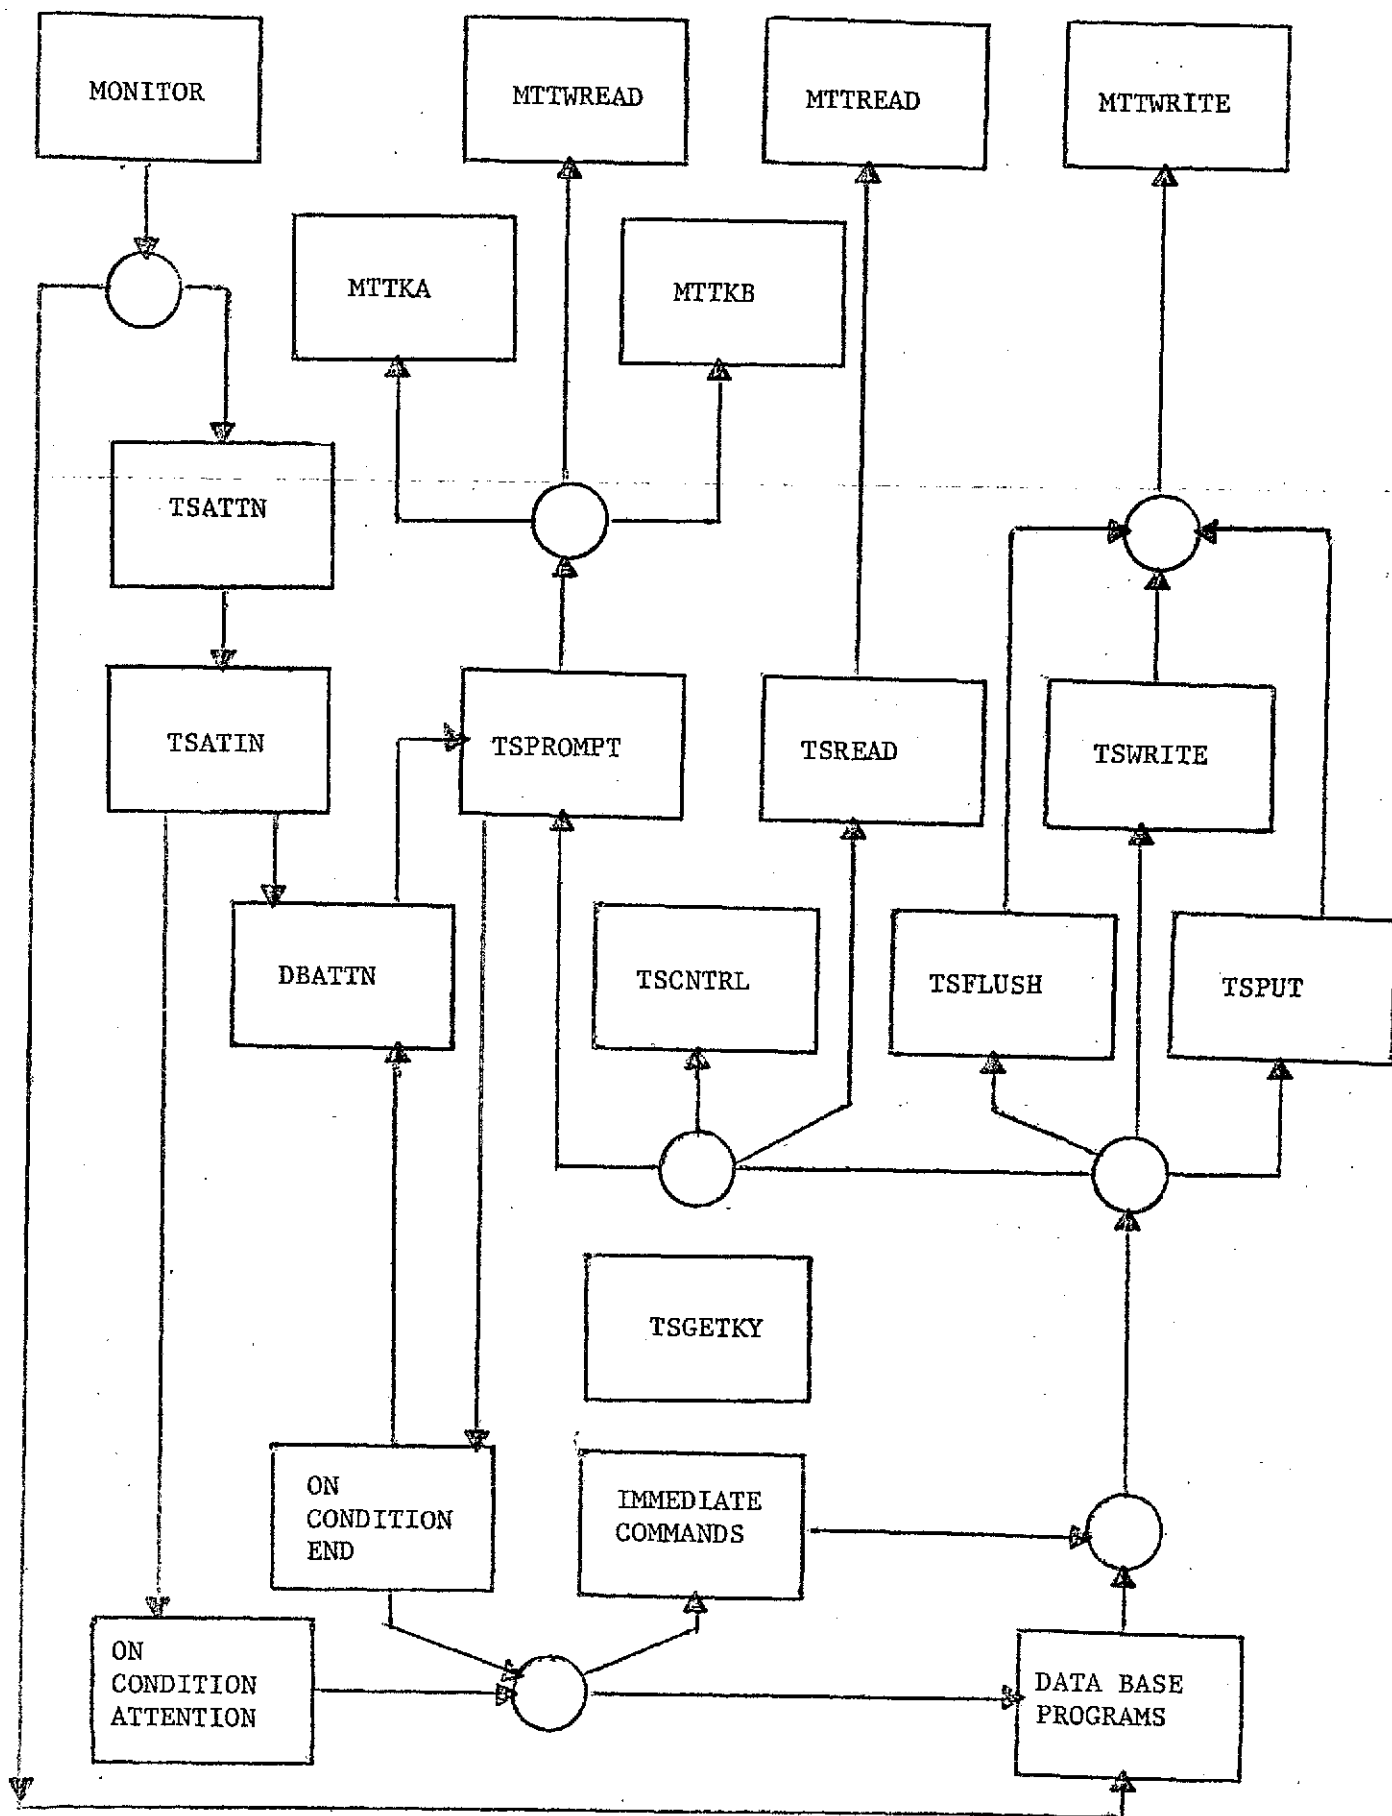 MONITOR
MTTWREAD
MTTREAD
MTTWRITE
MTTKA
MTTKB
TSATTN
TSATIN
TSPROMPT
TSREAD
TSWRITE
DBATTN
TSCNTRL
TSFLUSH
TSPUT
TSGETKY
ON
CONDITION
END
IMMEDIATE
COMMANDS
ON
CONDITION
ATTENTION
DATA BASE
PROGRAMS